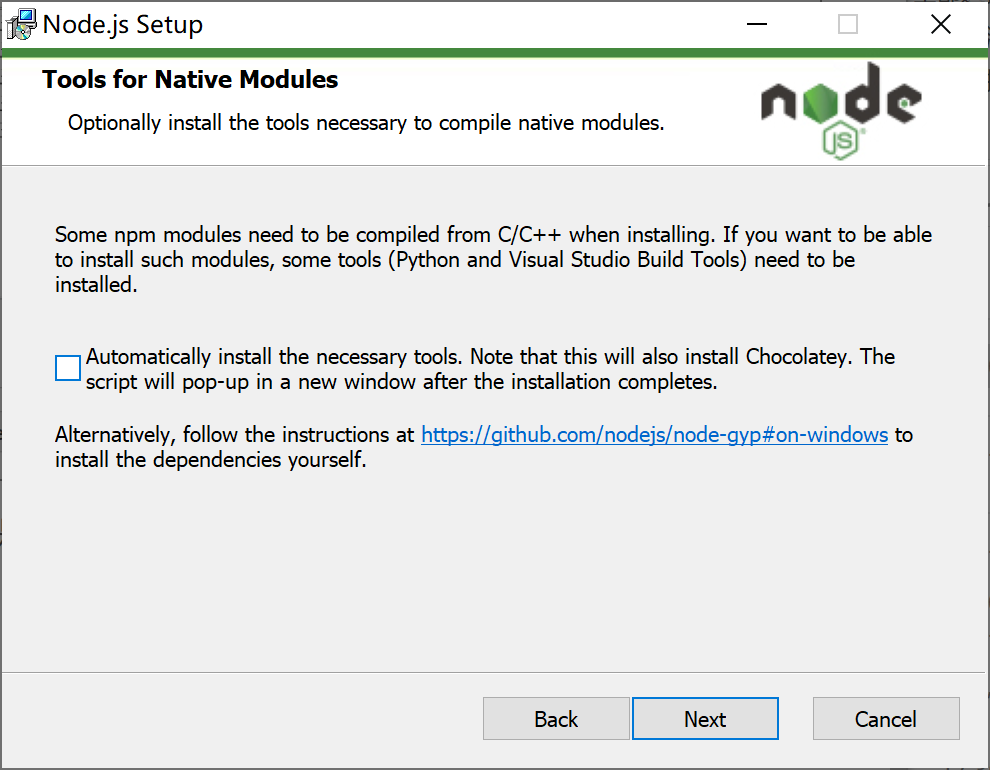 Node.js Setup
Tools for Native Modules
Optionally install the tools necessary to compile native modules.
node
JS
Some npm modules need to be compiled from C/C++ when installing. If you want to be able
to install such modules, some tools (Python and Visual Studio Build Tools) need to be
installed.
Automatically install the necessary tools. Note that this will also install Chocolatey. The
script will pop-up in a new window after the installation completes.
Alternatively, follow the instructions at https://github.com/nodejs/node-gyp#on-windows to
install the dependencies yourself.
Back Next Cancel